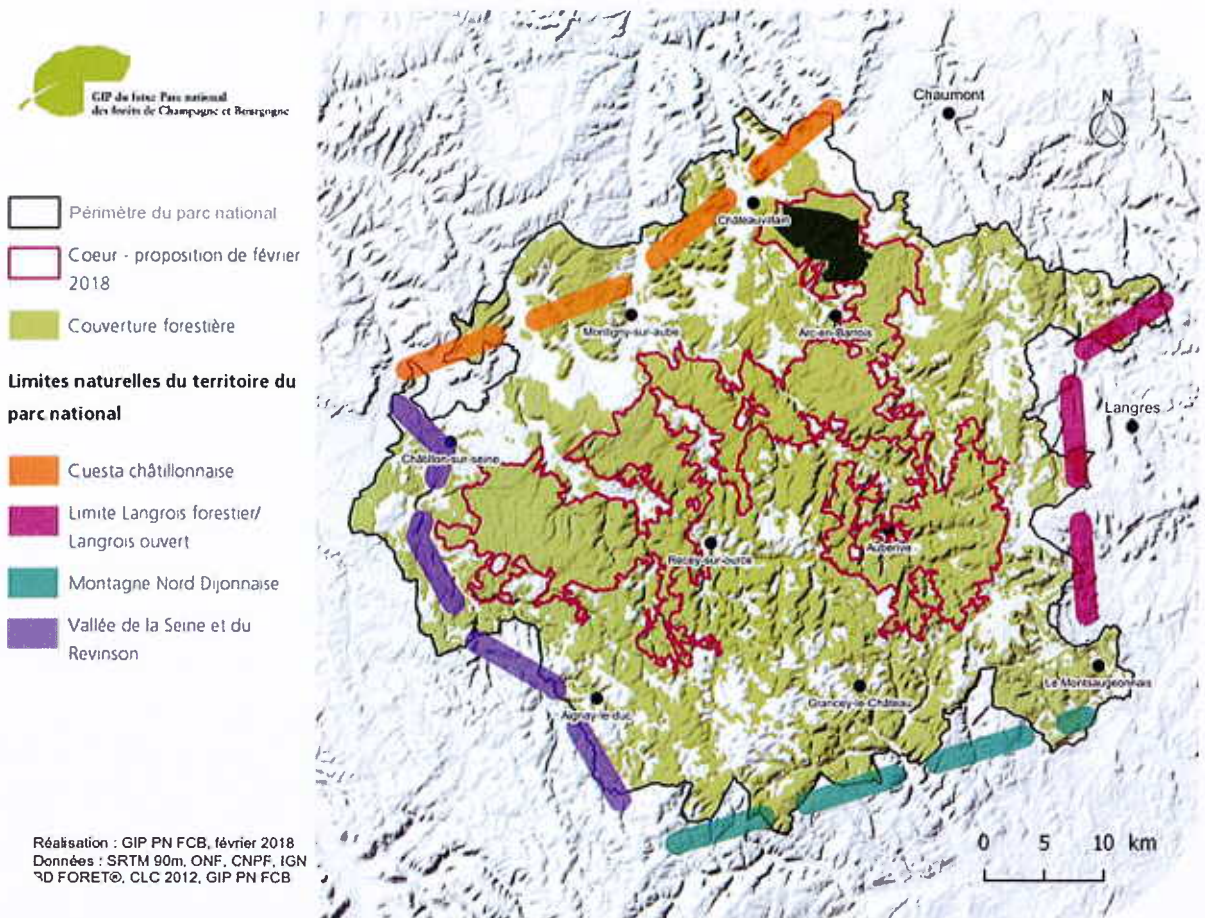 GIP du futur Parc national
des forêts de Champagne et Bourgogne
Périmètre du parc national
Coeur - proposition de février
2018
Couverture forestière
Limites naturelles du territoire du
parc national
Cuesta châtillonnaise
Limite Langrois forestier/
Langrois ouvert
Montagne Nord Dijonnaise
Vallée de la Seine et du
Revinson
Réalisation : GIP PN FCB, février 2018
Données : SRTM 90m, ONF, CNPF, IGN
BD FORET®, CLC 2012, GIP PN FCB
Chaumont
N
Châteauvillain
Montigny-sur-aube
Arc-en-Barrois
Langres
Châtillon-sur-seine
Recey-sur-ource
Auberive
Le Montsaugeonnais
Aignay-le-duc
Grancey-le-Château
0 5 10 km